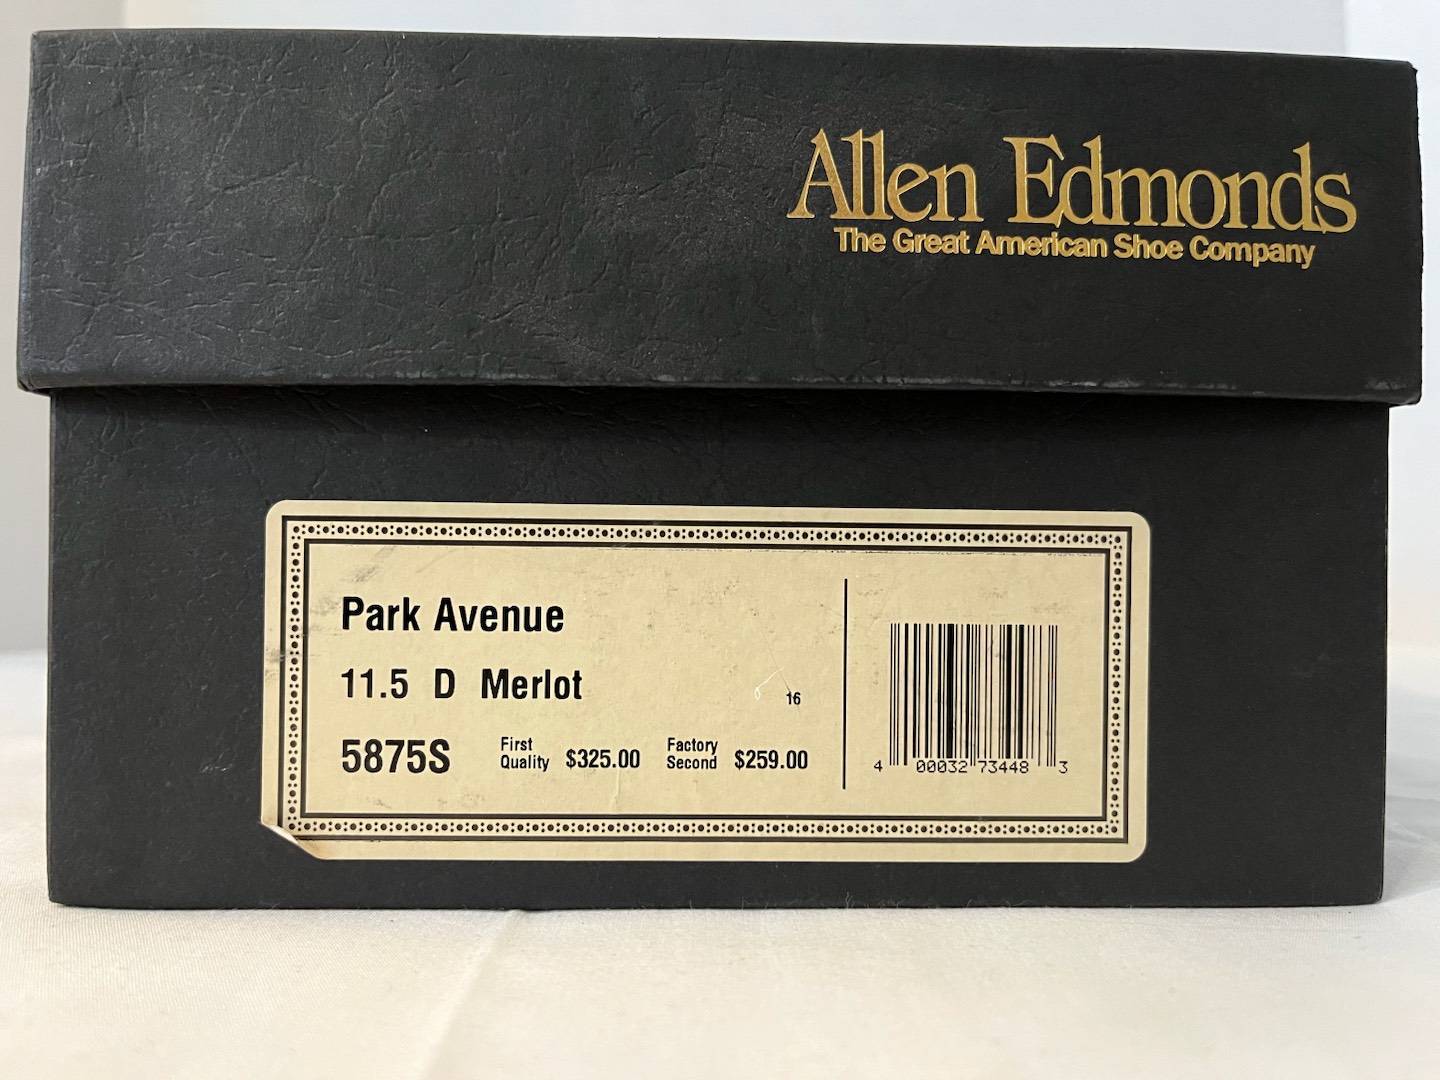 Allen Edmonds
The Great American Shoe Company
Park Avenue
11.5 D Merlot
16
5875S First Quality $325.00 Factory Second $259.00
4 00032 73448 3